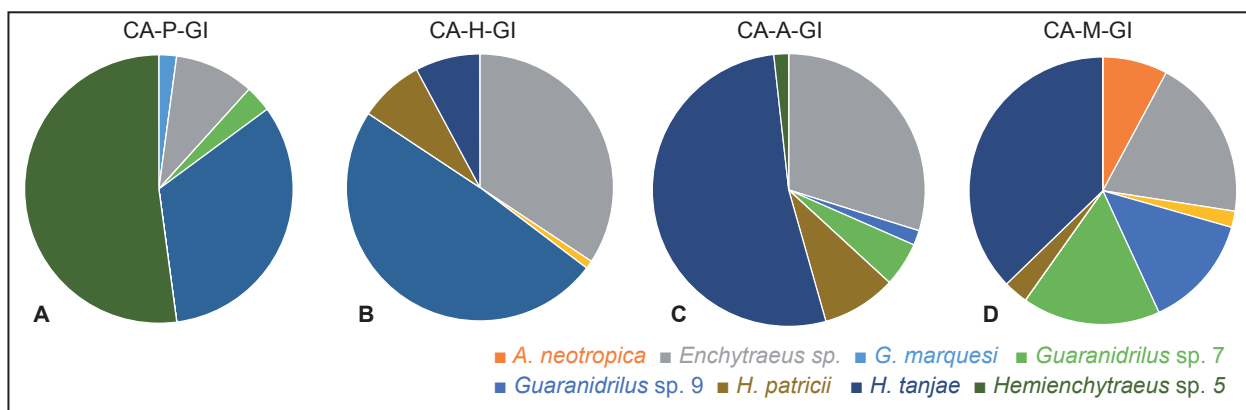 CA-P-GI CA-H-GI CA-A-GI CA-M-GI
A B C D
A. neotropica Enchytraeus sp. G. marquesi Guaranidrilus sp. 7
Guaranidrilus sp. 9 H. patricii H. tanjae Hemienchytraeus sp. 5